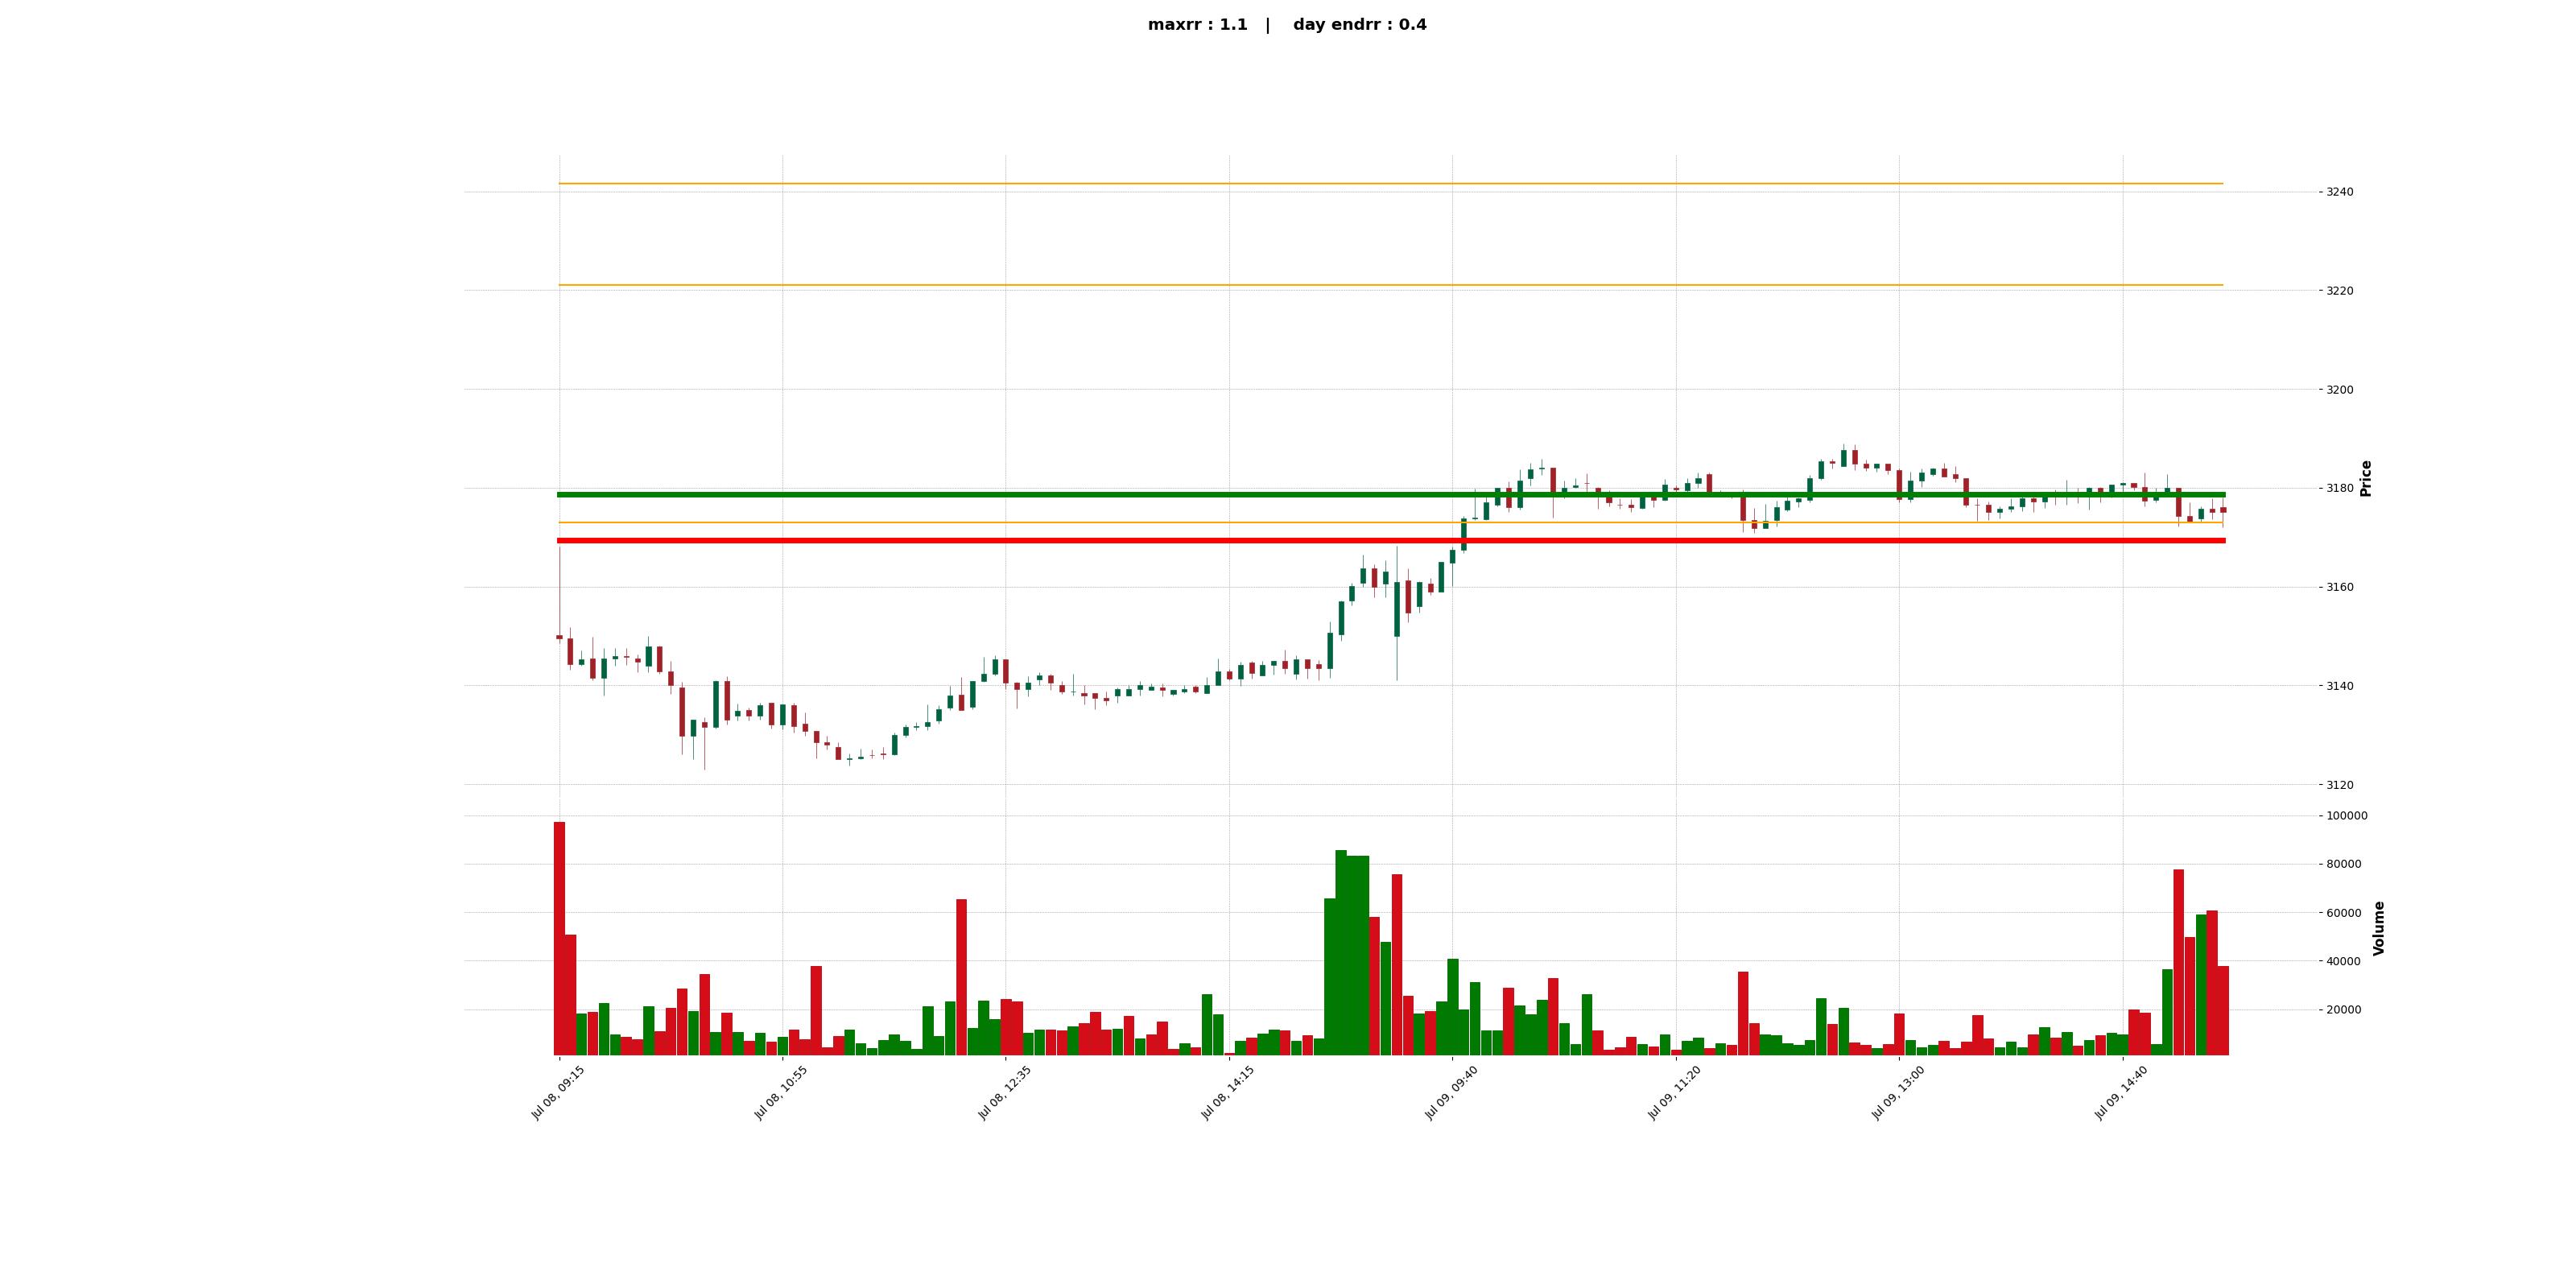 maxrr : 1.1   |    day endrr : 0.4
3240
3220
3200
3180
3160
3140
3120
Price
100000
80000
60000
40000
20000
Volume
Jul 08, 09:15
Jul 08, 10:55
Jul 08, 12:35
Jul 08, 14:15
Jul 09, 09:40
Jul 09, 11:20
Jul 09, 13:00
Jul 09, 14:40